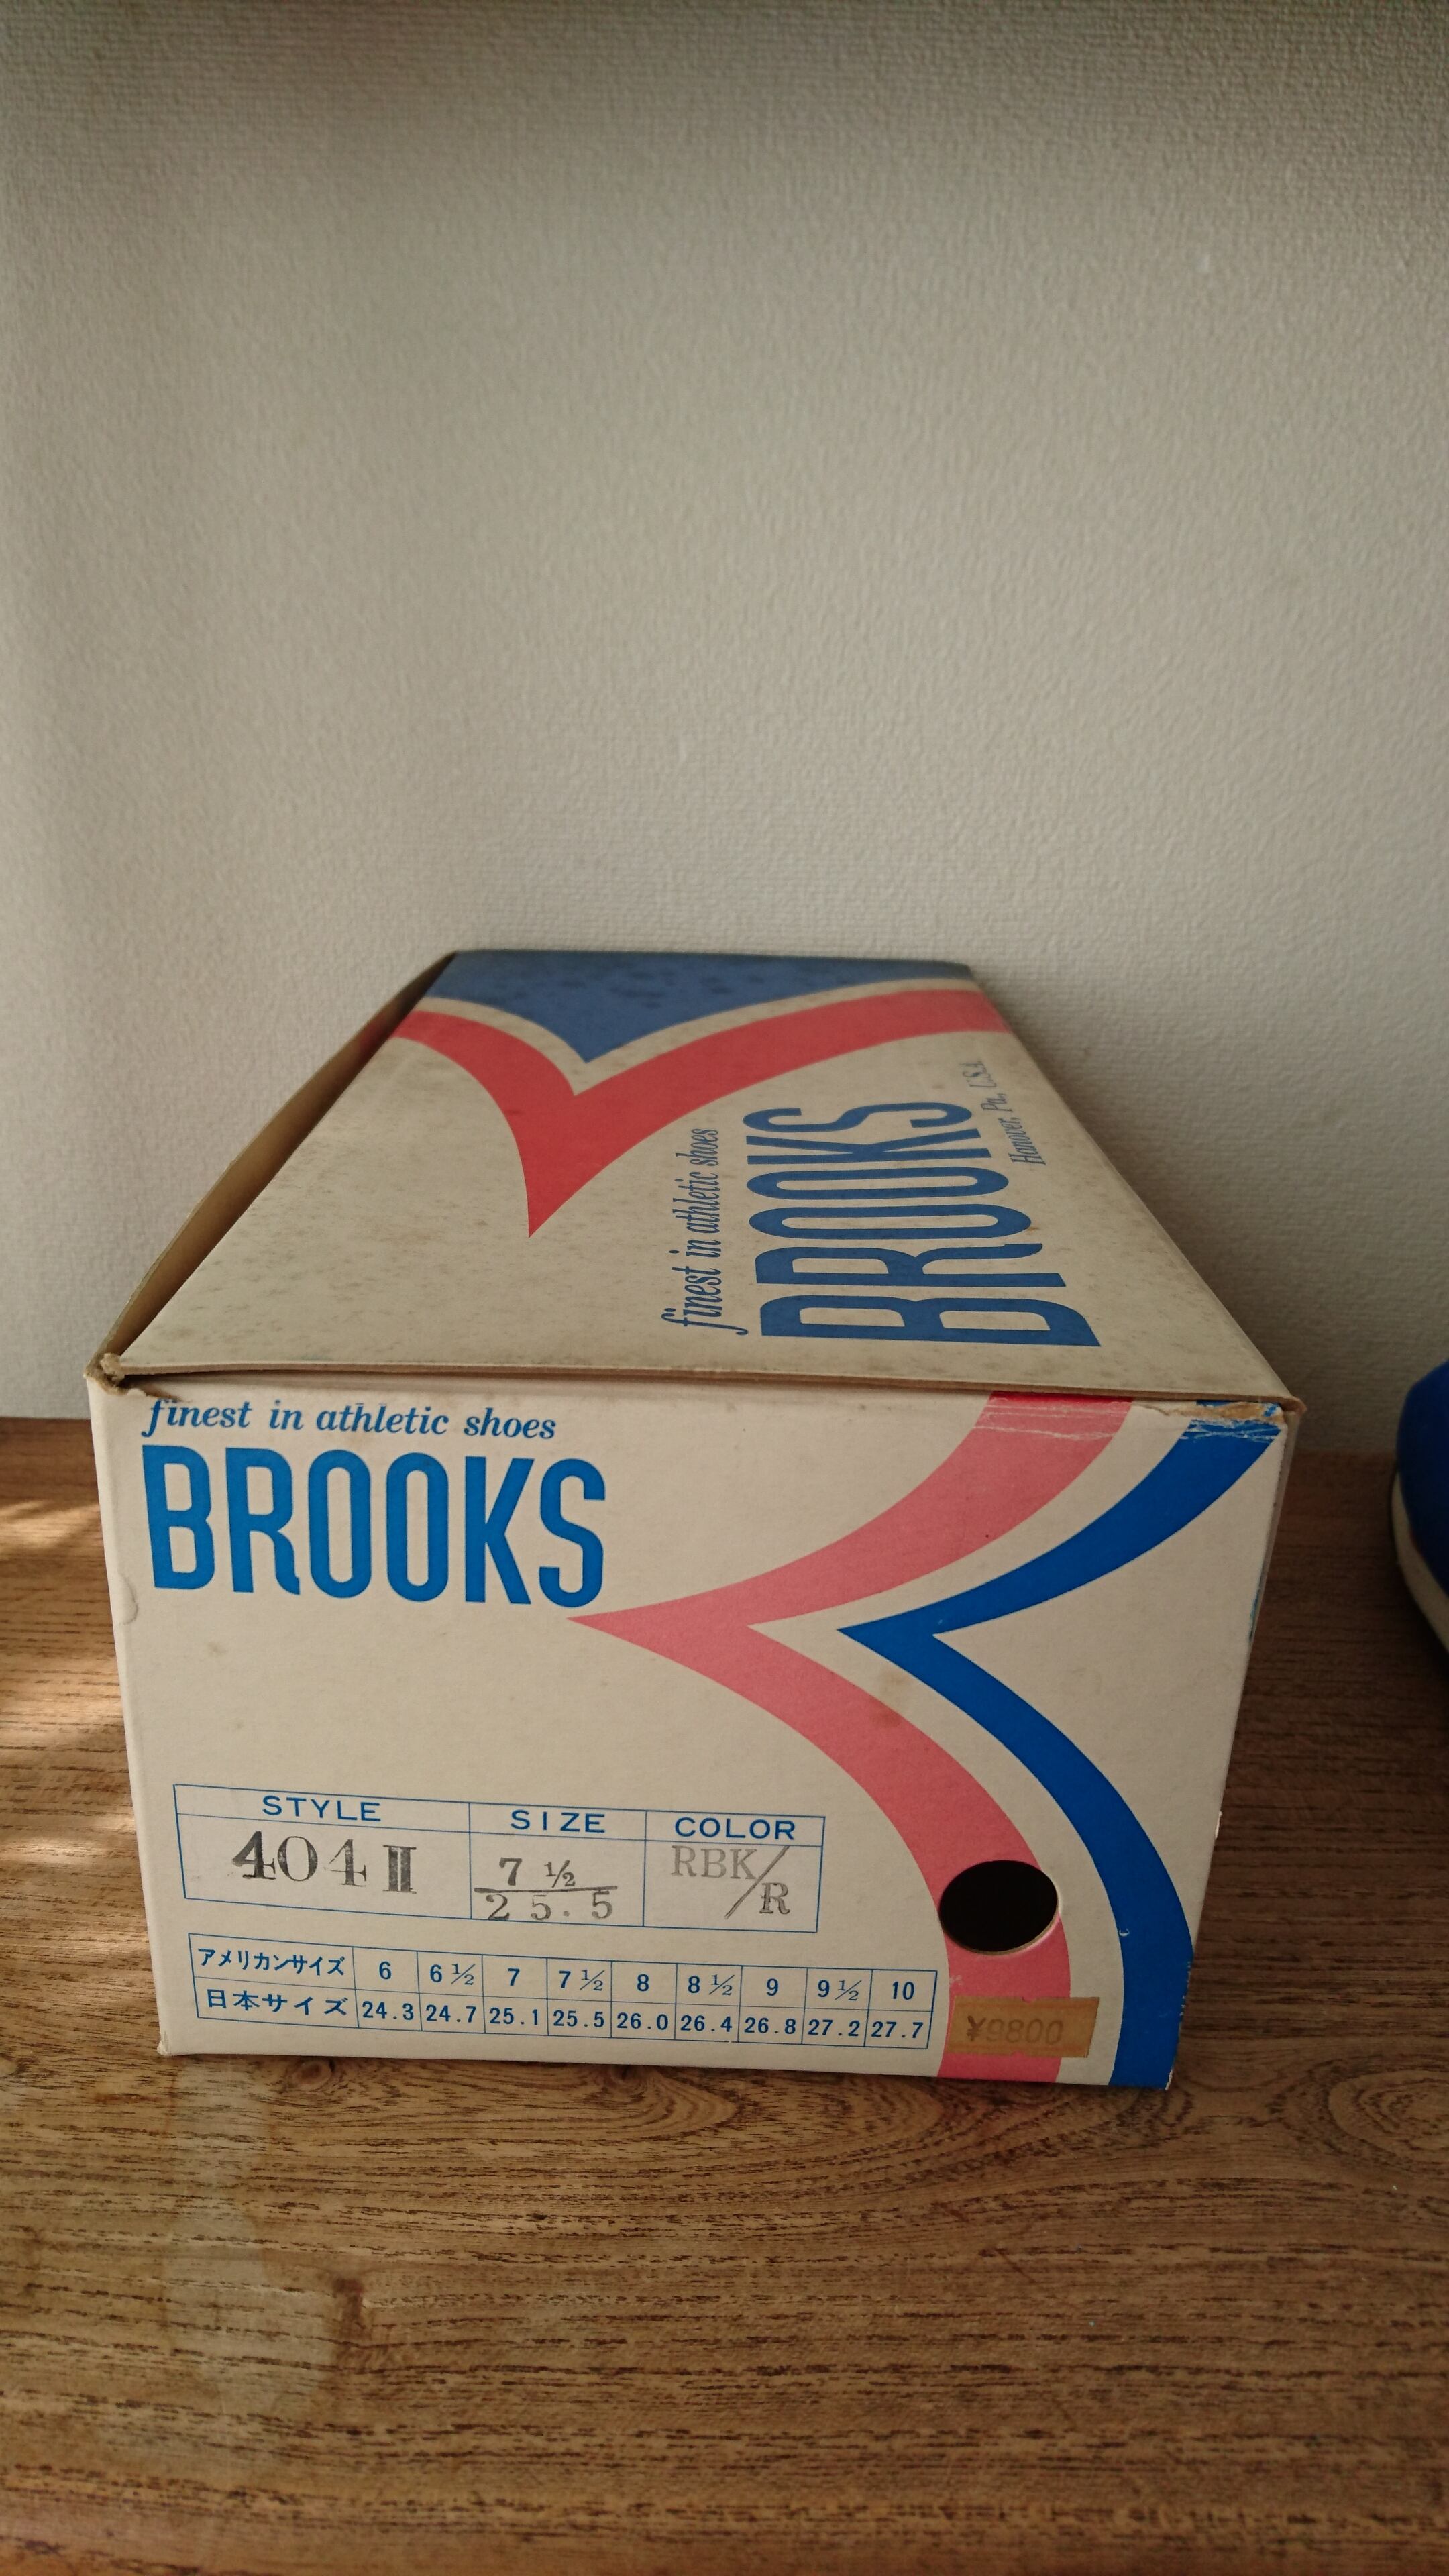 finest in athletic shoes
BROOKS
Hanover, Pa., U.S.A.
finest in athletic shoes
BROOKS
STYLE SIZE COLOR
404 II 7 ½ RBK/R
25.5
アメリカンサイズ 6 6 ½ 7 7 ½ 8 8 ½ 9 9 ½ 10
日本サイズ 24.3 24.7 25.1 25.5 26.0 26.4 26.8 27.2 27.7
¥9800